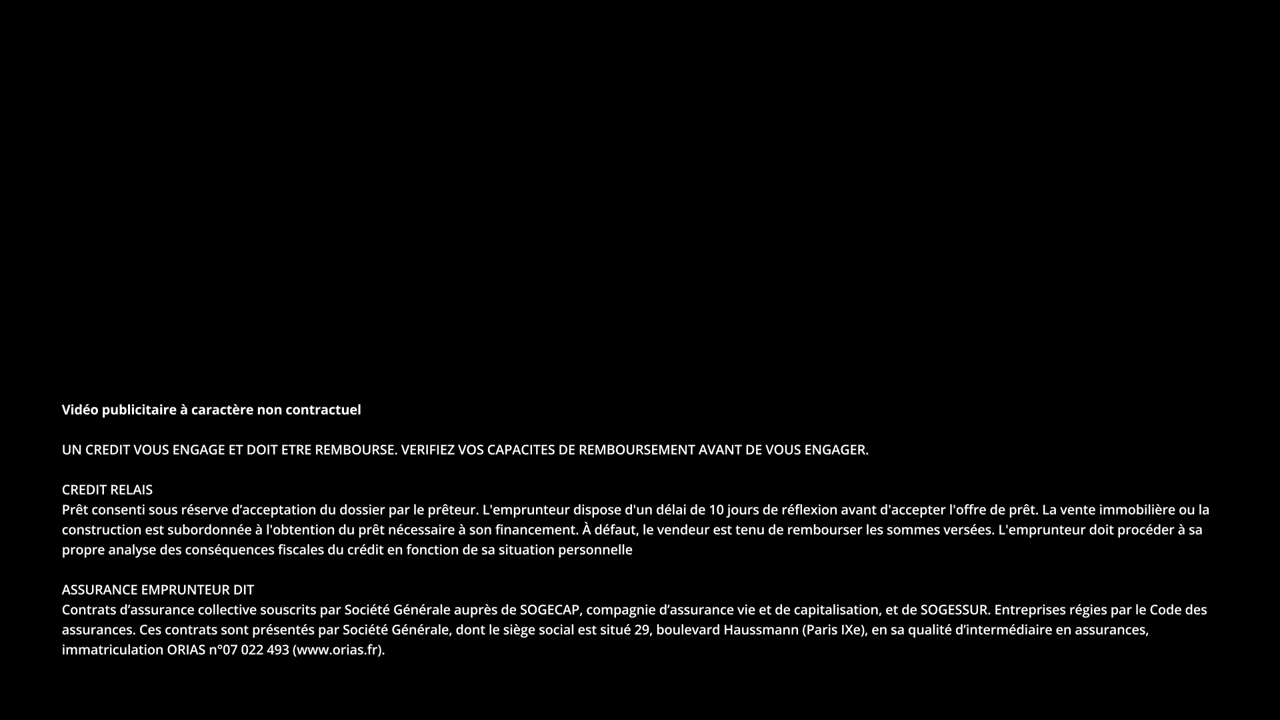 Vidéo publicitaire à caractère non contractuel
UN CREDIT VOUS ENGAGE ET DOIT ETRE REMBOURSE. VERIFIEZ VOS CAPACITES DE REMBOURSEMENT AVANT DE VOUS ENGAGER.
CREDIT RELAIS
Prêt consenti sous réserve d’acceptation du dossier par le prêteur. L'emprunteur dispose d'un délai de 10 jours de réflexion avant d'accepter l'offre de prêt. La vente immobilière ou la
construction est subordonnée à l'obtention du prêt nécessaire à son financement. À défaut, le vendeur est tenu de rembourser les sommes versées. L'emprunteur doit procéder à sa
propre analyse des conséquences fiscales du crédit en fonction de sa situation personnelle
ASSURANCE EMPRUNTEUR DIT
Contrats d’assurance collective souscrits par Société Générale auprès de SOGECAP, compagnie d’assurance vie et de capitalisation, et de SOGESSUR. Entreprises régies par le Code des
assurances. Ces contrats sont présentés par Société Générale, dont le siège social est situé 29, boulevard Haussmann (Paris IXe), en sa qualité d’intermédiaire en assurances,
immatriculation ORIAS n°07 022 493 (www.orias.fr).